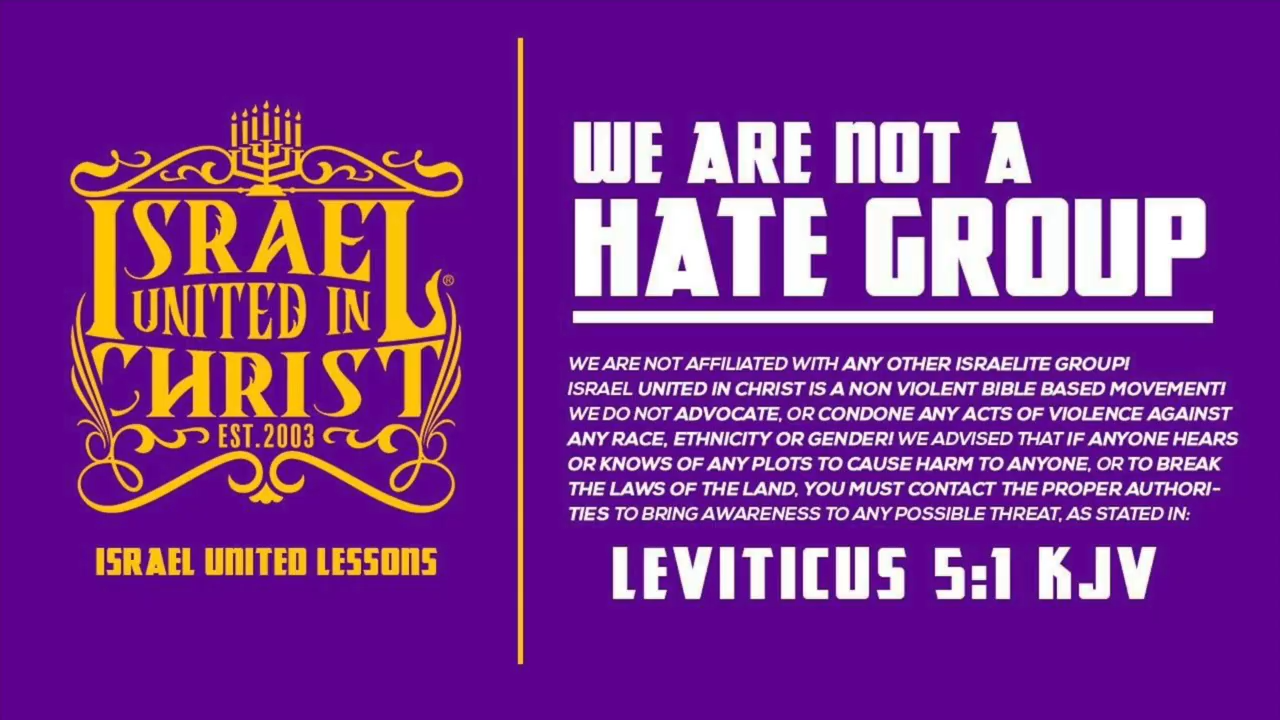 ISRAEL
UNITED IN
CHRIST
®
EST.2003
ISRAEL UNITED LESSONS
WE ARE NOT A
HATE GROUP
WE ARE NOT AFFILIATED WITH ANY OTHER ISRAELITE GROUP!
ISRAEL UNITED IN CHRIST IS A NON VIOLENT BIBLE BASED MOVEMENT!
WE DO NOT ADVOCATE, OR CONDONE ANY ACTS OF VIOLENCE AGAINST
ANY RACE, ETHNICITY OR GENDER! WE ADVISED THAT IF ANYONE HEARS
OR KNOWS OF ANY PLOTS TO CAUSE HARM TO ANYONE, OR TO BREAK
THE LAWS OF THE LAND, YOU MUST CONTACT THE PROPER AUTHORI-
TIES TO BRING AWARENESS TO ANY POSSIBLE THREAT, AS STATED IN:
LEVITICUS 5:1 KJV